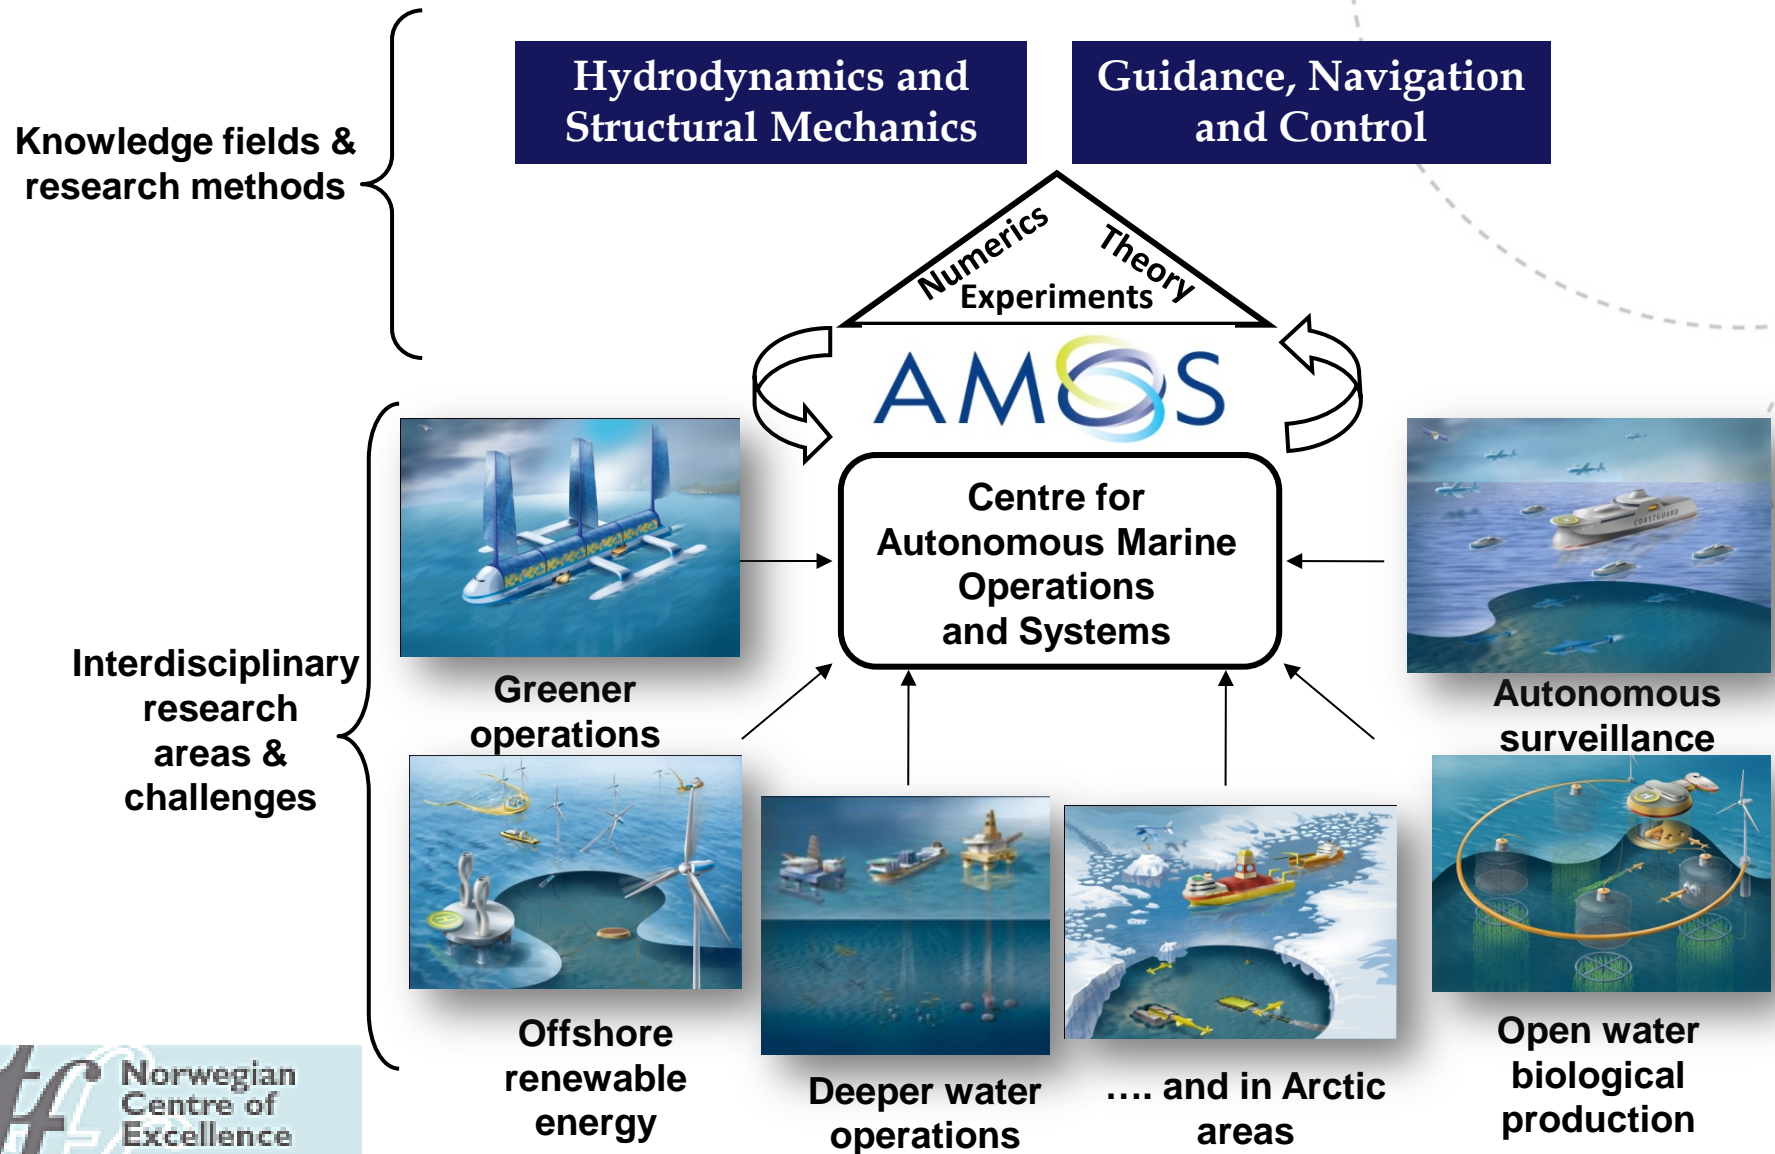 Hydrodynamics and
Structural Mechanics
Guidance, Navigation
and Control
Knowledge fields &
research methods
Numerics
Theory
Experiments
AMOS
Centre for
Autonomous Marine
Operations
and Systems
COASTGUARD
Interdisciplinary
research
areas &
challenges
Greener
operations
Autonomous
surveillance
Offshore
renewable
energy
Deeper water
operations
.... and in Arctic
areas
Open water
biological
production
Norwegian
Centre of
Excellence